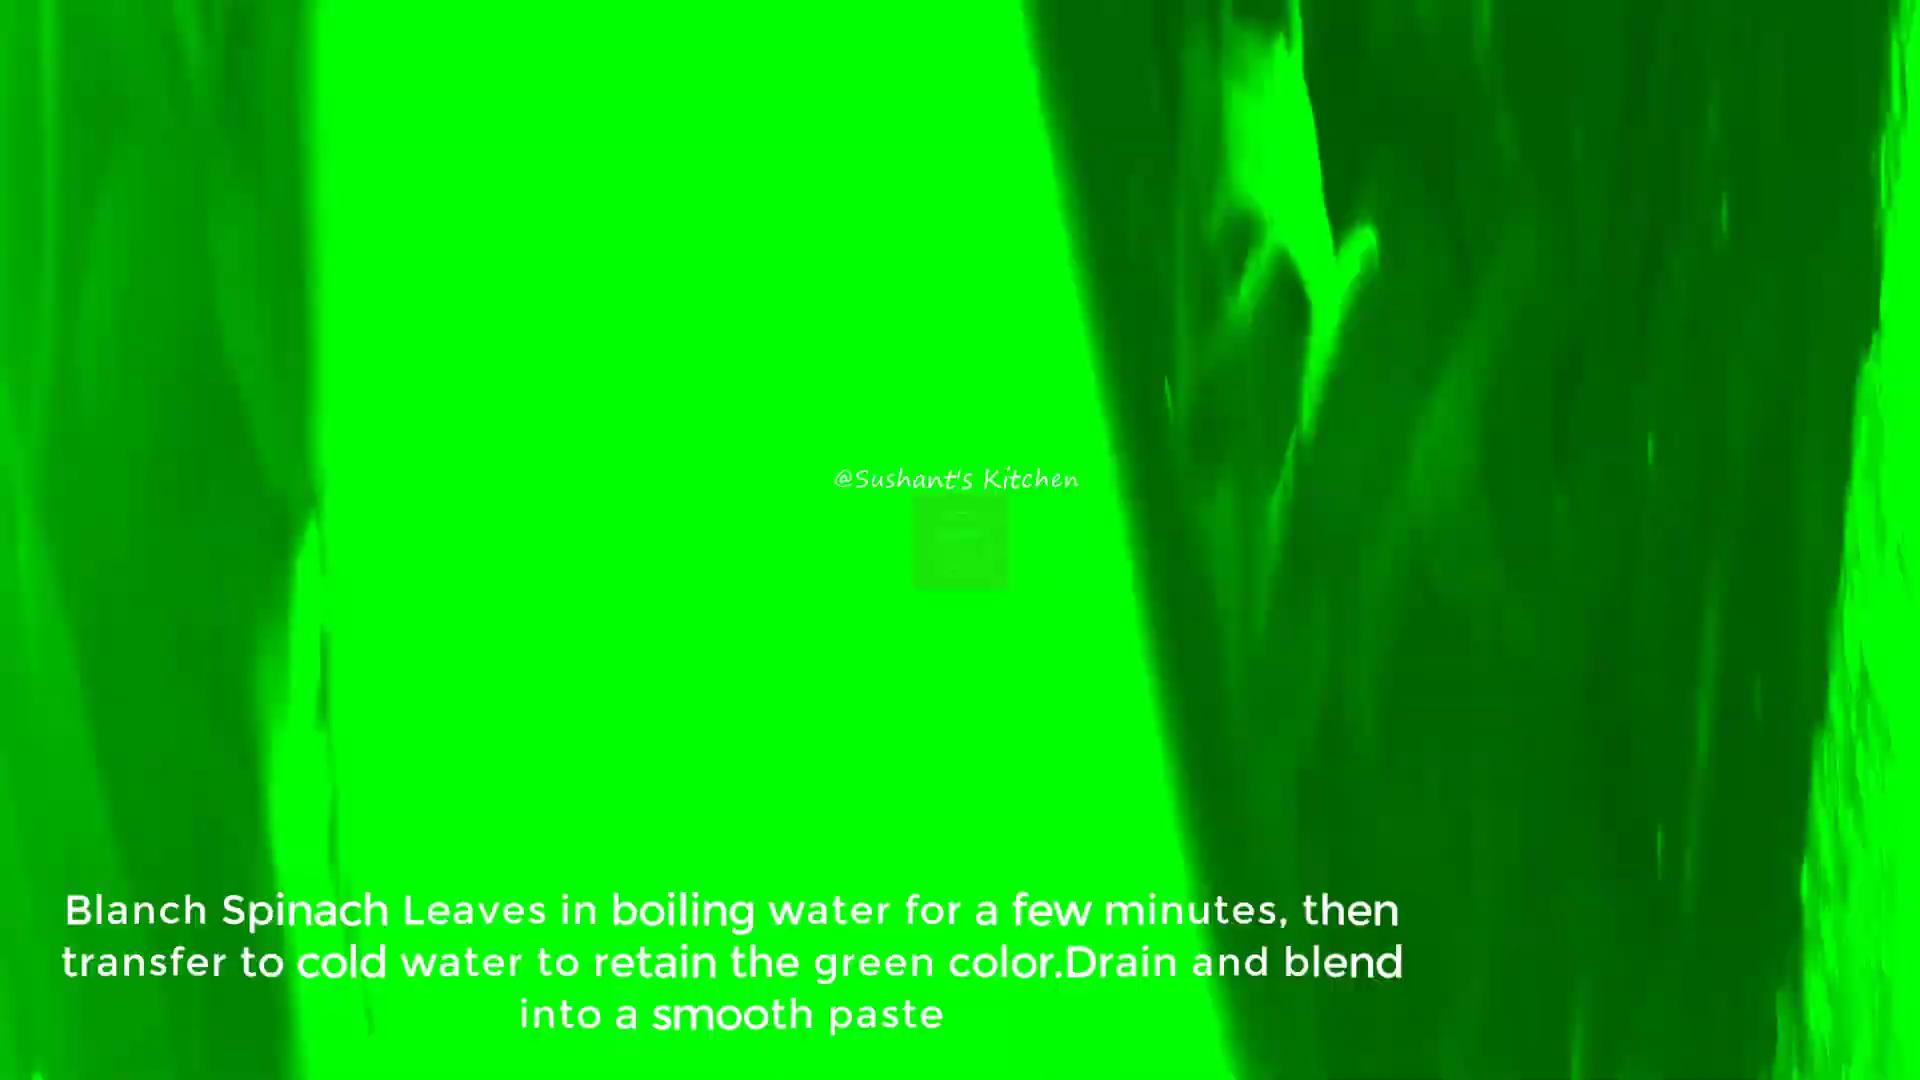 @Sushant's Kitchen
Blanch Spinach Leaves in boiling water for a few minutes, then
transfer to cold water to retain the green color.Drain and blend
into a smooth paste